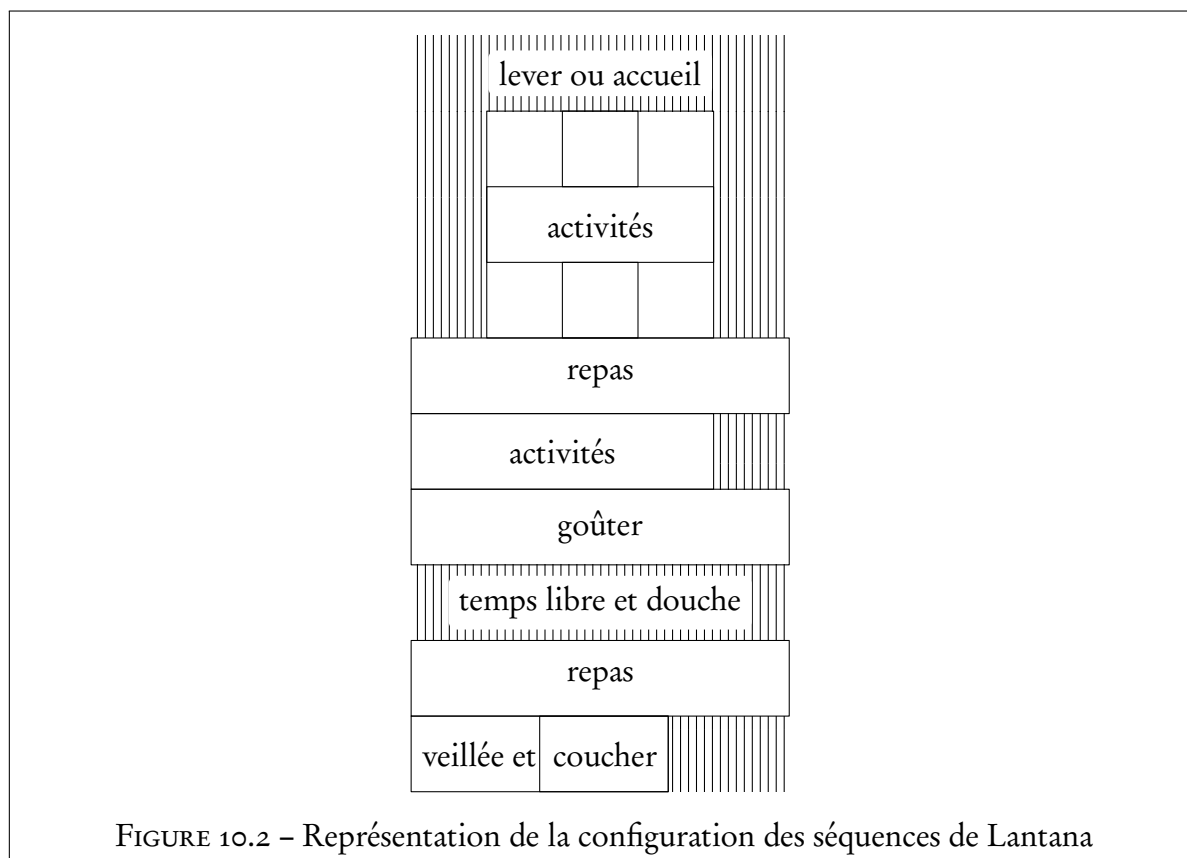 lever ou accueil
activités
repas
activités
goûter
temps libre et douche
repas
veillée et coucher
FIGURE 10.2 – Représentation de la configuration des séquences de Lantana